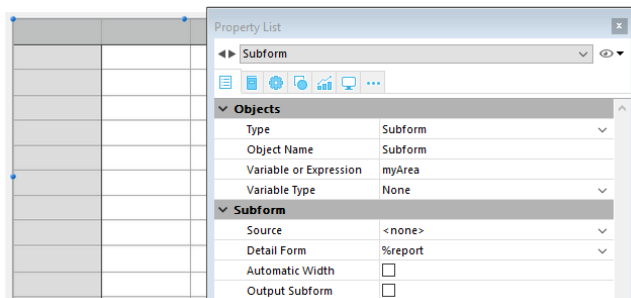 Property List
Subform
Objects
Type Subform
Object Name Subform
Variable or Expression myArea
Variable Type None
Subform
Source <none>
Detail Form %report
Automatic Width
Output Subform